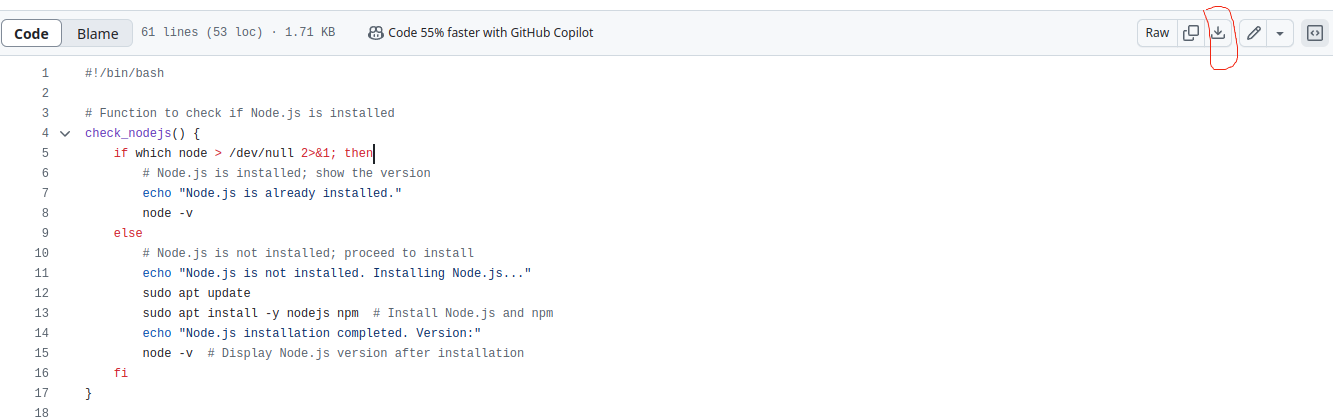 Code Blame 61 lines (53 loc) · 1.71 KB Code 55% faster with GitHub Copilot Raw
1 #!/bin/bash
2
3 # Function to check if Node.js is installed
4 check_nodejs() {
5 if which node > /dev/null 2>&1; then
6 # Node.js is installed; show the version
7 echo "Node.js is already installed."
8 node -v
9 else
10 # Node.js is not installed; proceed to install
11 echo "Node.js is not installed. Installing Node.js..."
12 sudo apt update
13 sudo apt install -y nodejs npm  # Install Node.js and npm
14 echo "Node.js installation completed. Version:"
15 node -v  # Display Node.js version after installation
16 fi
17 }
18